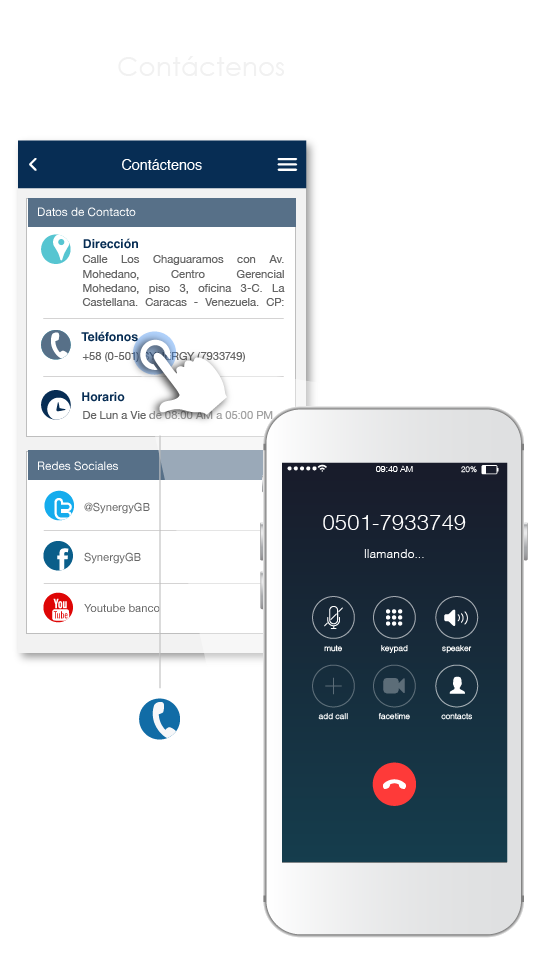 Contáctenos
Contáctenos
Datos de Contacto
Dirección
Calle Los Chaguaramos con Av.
Mohedano, Centro Gerencial
Mohedano, piso 3, oficina 3-C. La
Castellana. Caracas - Venezuela. CP:
Teléfonos
+58 (0-501) SYNERGY (7933749)
Horario
De Lun a Vie de 08:00 AM a 05:00 PM
Redes Sociales
@SynergyGB
SynergyGB
You
Tube
Youtube banco
09:40 AM
20%
0501-7933749
llamando...
mute
keypad
speaker
add call
facetime
contacts